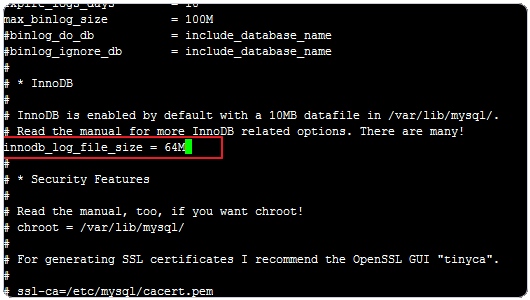 expire_logs_days = 10
max_binlog_size = 100M
#binlog_do_db = include_database_name
#binlog_ignore_db = include_database_name
#
# * InnoDB
#
# InnoDB is enabled by default with a 10MB datafile in /var/lib/mysql/.
# Read the manual for more InnoDB related options. There are many!
innodb_log_file_size = 64M
#
# * Security Features
#
# Read the manual, too, if you want chroot!
# chroot = /var/lib/mysql/
#
# For generating SSL certificates I recommend the OpenSSL GUI "tinyca".
#
# ssl-ca=/etc/mysql/cacert.pem